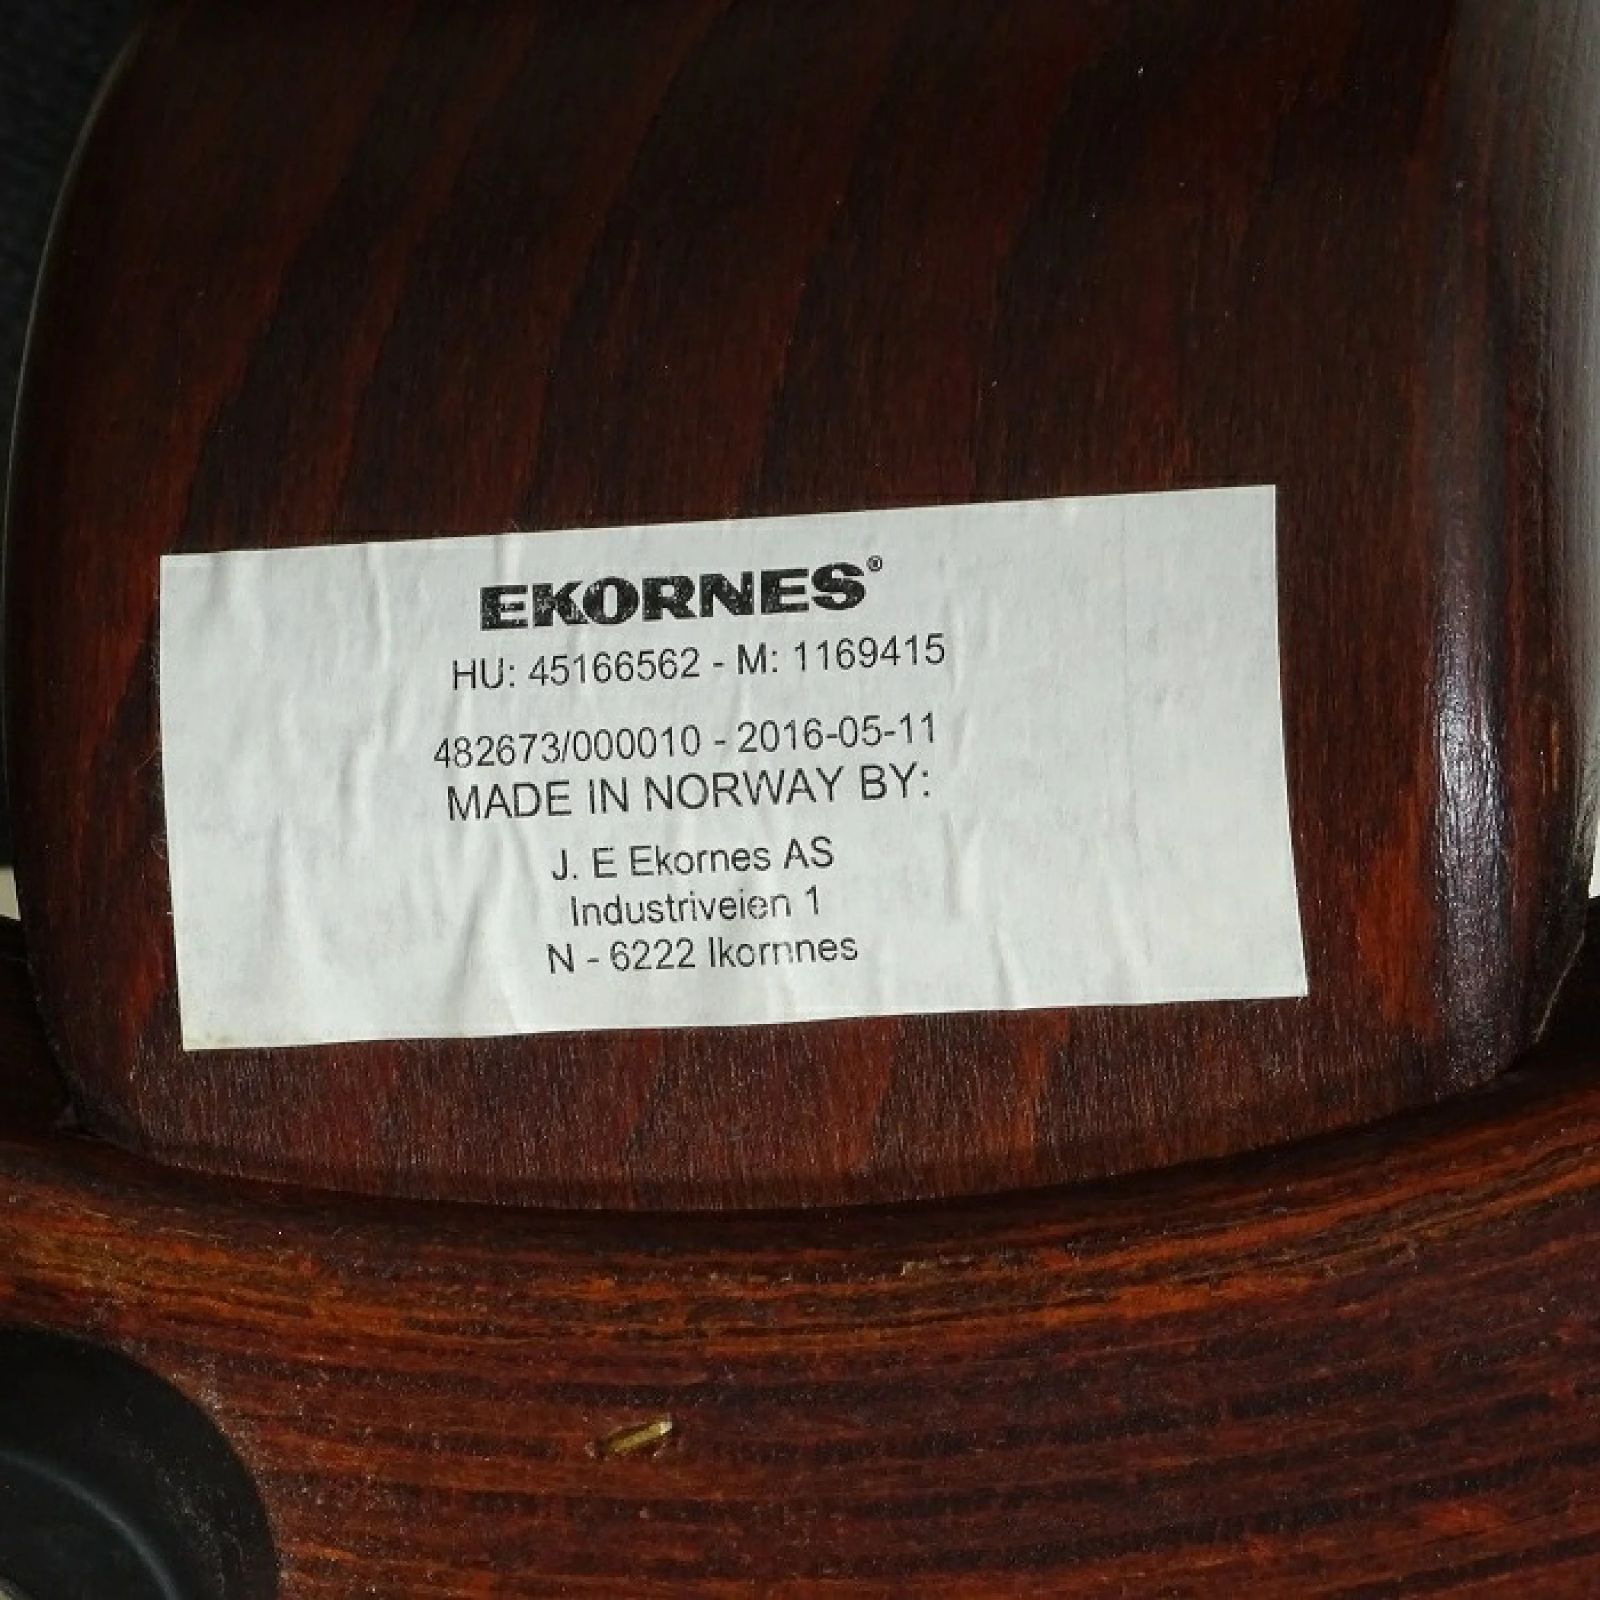 EKORNES®
HU: 45166562 - M: 1169415
482673/000010 - 2016-05-11
MADE IN NORWAY BY:
J. E Ekornes AS
Industriveien 1
N - 6222 Ikornnes